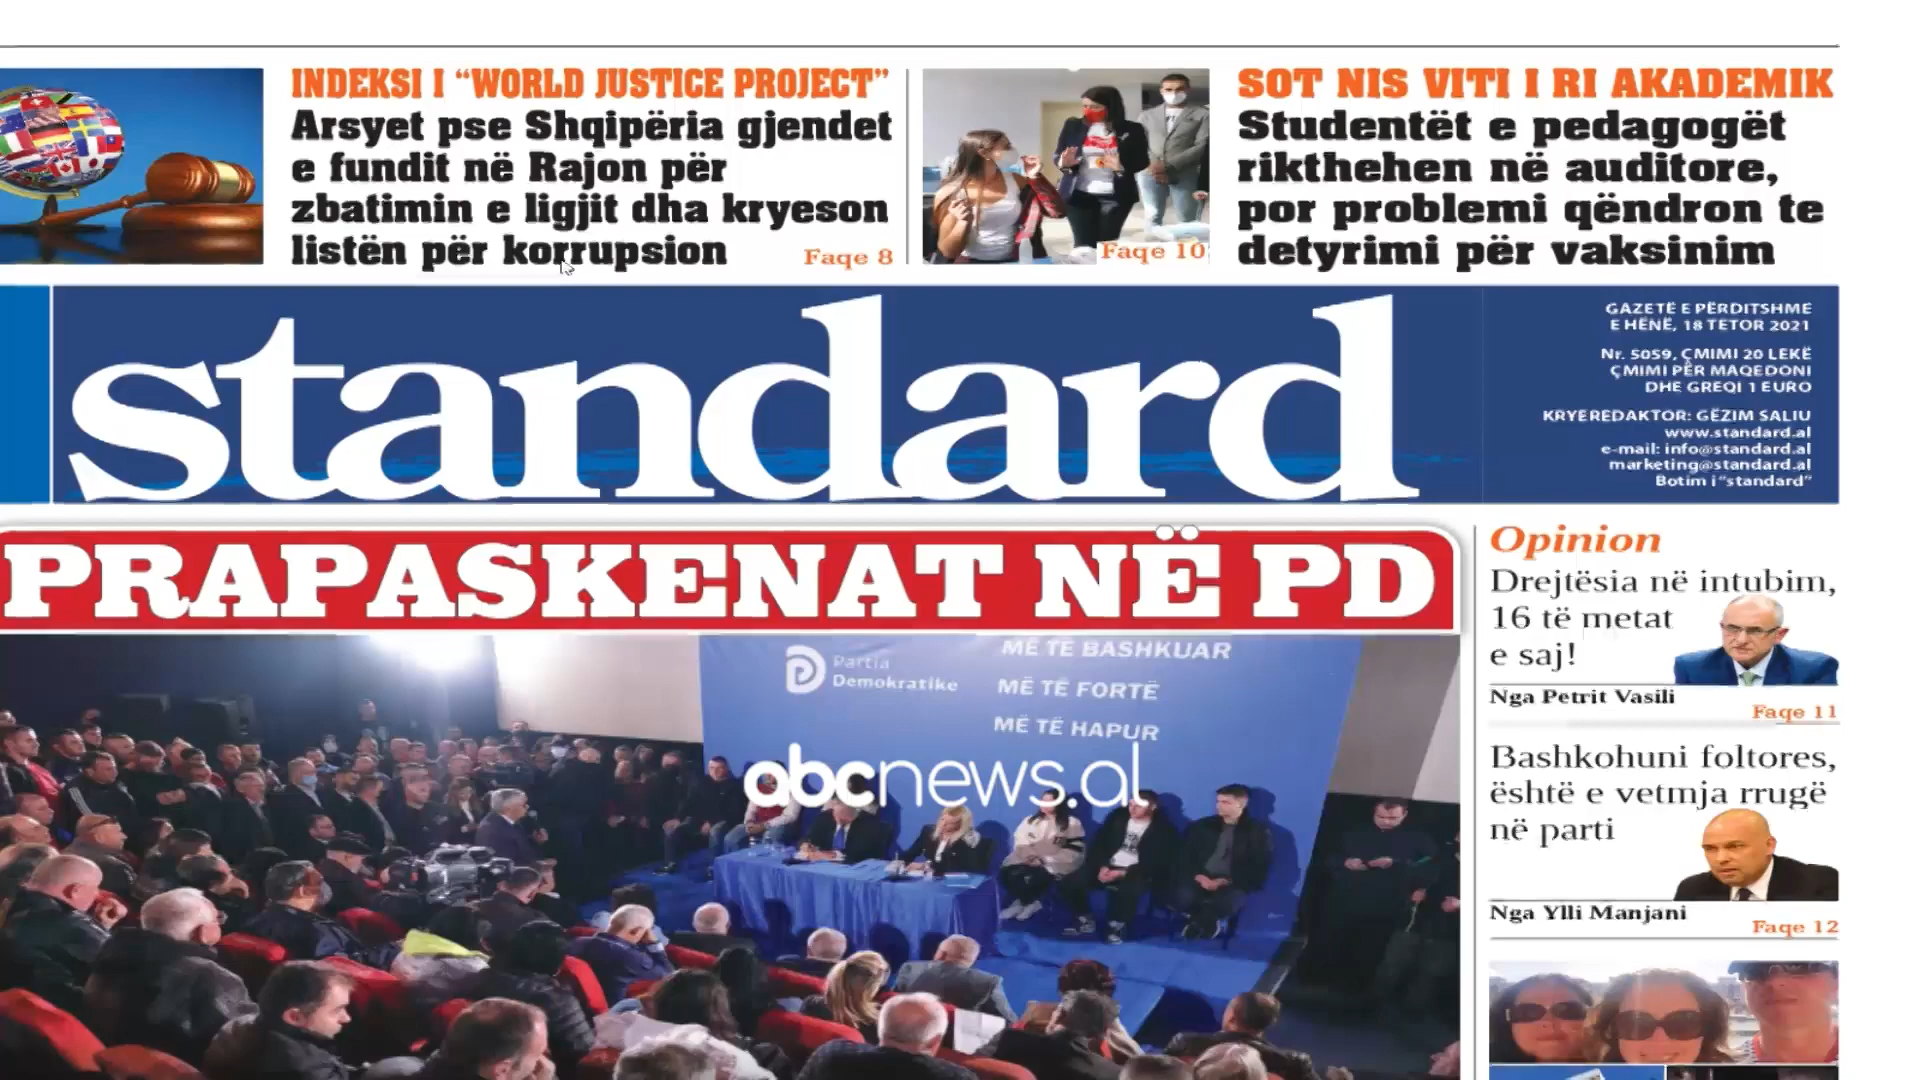 INDEKSI I “WORLD JUSTICE PROJECT”
Arsyet pse Shqipëria gjendet
e fundit në Rajon për
zbatimin e ligjit dha kryeson
listën për korrupsion
Faqe 8
Faqe 10
SOT NIS VITI I RI AKADEMIK
Studentët e pedagogët
rikthehen në auditore,
por problemi qëndron te
detyrimi për vaksinim
standard
GAZETË E PËRDITSHME
E HËNË, 18 TETOR 2021
Nr. 5059, ÇMIMI 20 LEKË
ÇMIMI PËR MAQEDONI
DHE GREQI 1 EURO
KRYEREDAKTOR: GËZIM SALIU
www.standard.al
e-mail: info@standard.al
marketing@standard.al
Botim i “standard”
PRAPASKENAT NË PD
Partia
Demokratike
MË TË BASHKUAR
MË TË FORTË
MË TË HAPUR
abcnews.al
Opinion
Drejtësia në intubim,
16 të metat
e saj!
Nga Petrit Vasili
Faqe 11
Bashkohuni foltores,
është e vetmja rrugë
në parti
Nga Ylli Manjani
Faqe 12